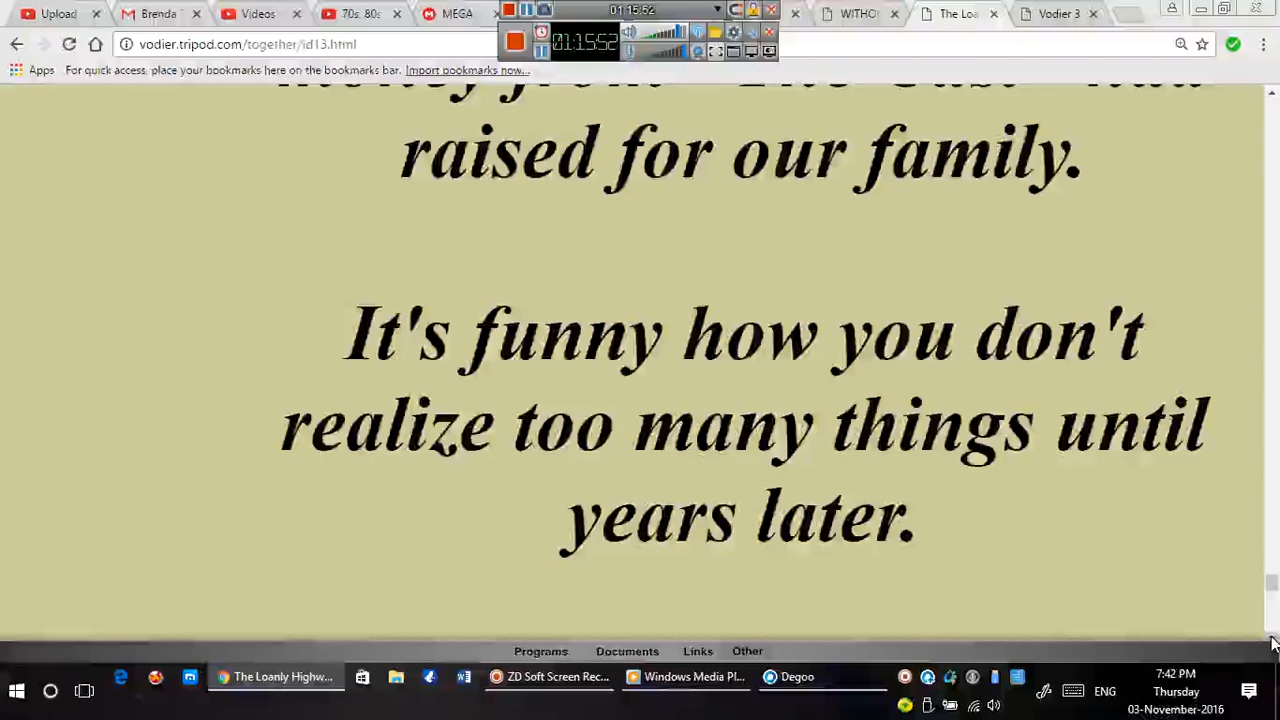 Upload
Brenda
Videos
70s, 80s
MEGA
01:15:52
WITHO
The Lo
Vodier 3
01:15:52
vodier.tripod.com/together/id13.html
Apps For quick access, place your bookmarks here on the bookmarks bar. Import bookmarks now...
raised for our family.
It's funny how you don't
realize too many things until
years later.
Programs Documents Links Other
The Loanly Highw...
ZD Soft Screen Rec...
Windows Media Pl...
Degoo
ENG
7:42 PM
Thursday
03-November-2016